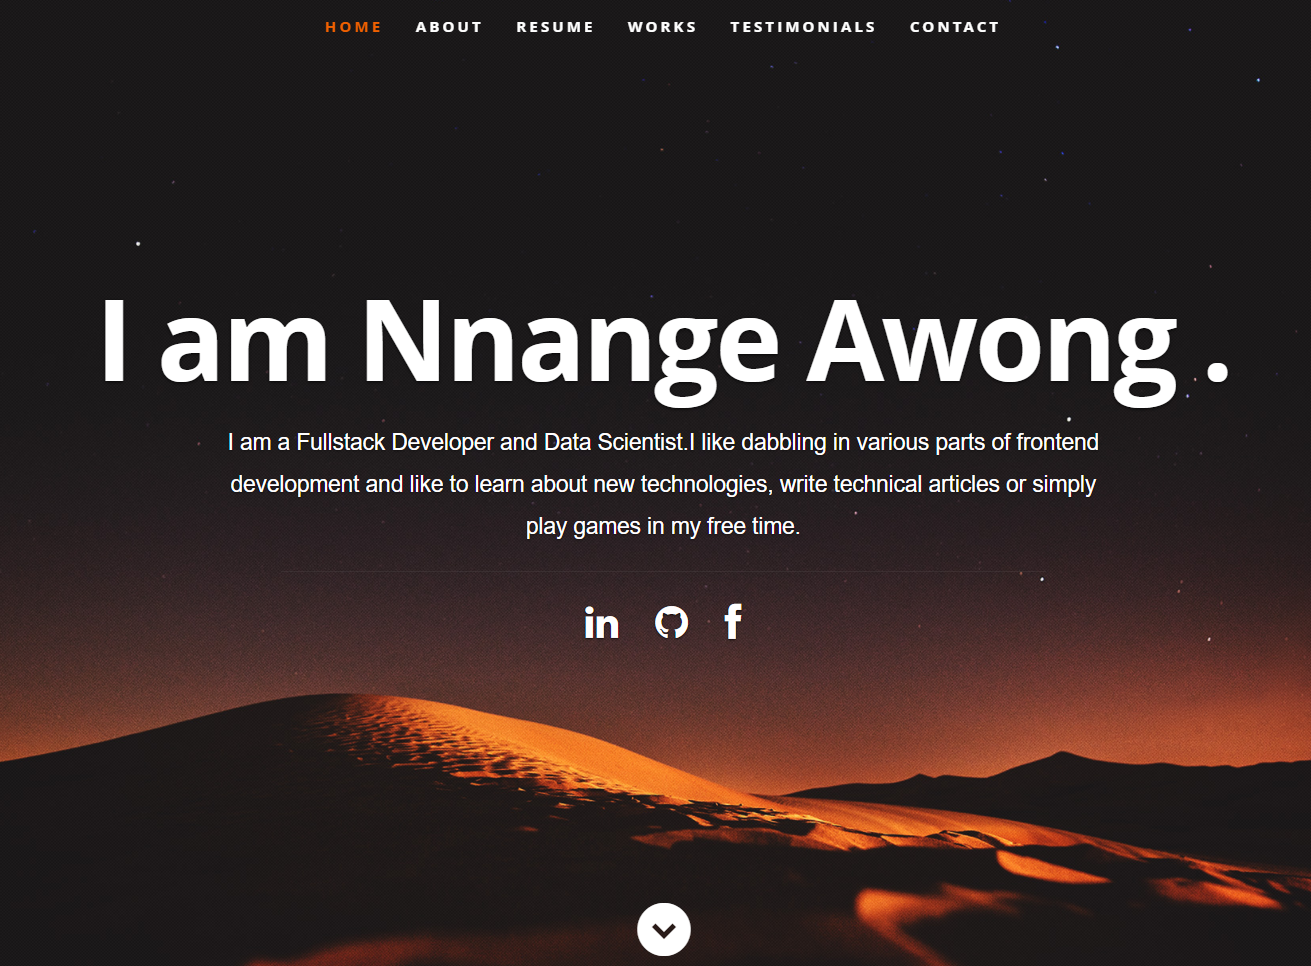 HOME ABOUT RESUME WORKS TESTIMONIALS CONTACT
I am Nnange Awong .
I am a Fullstack Developer and Data Scientist.I like dabbling in various parts of frontend
development and like to learn about new technologies, write technical articles or simply
play games in my free time.